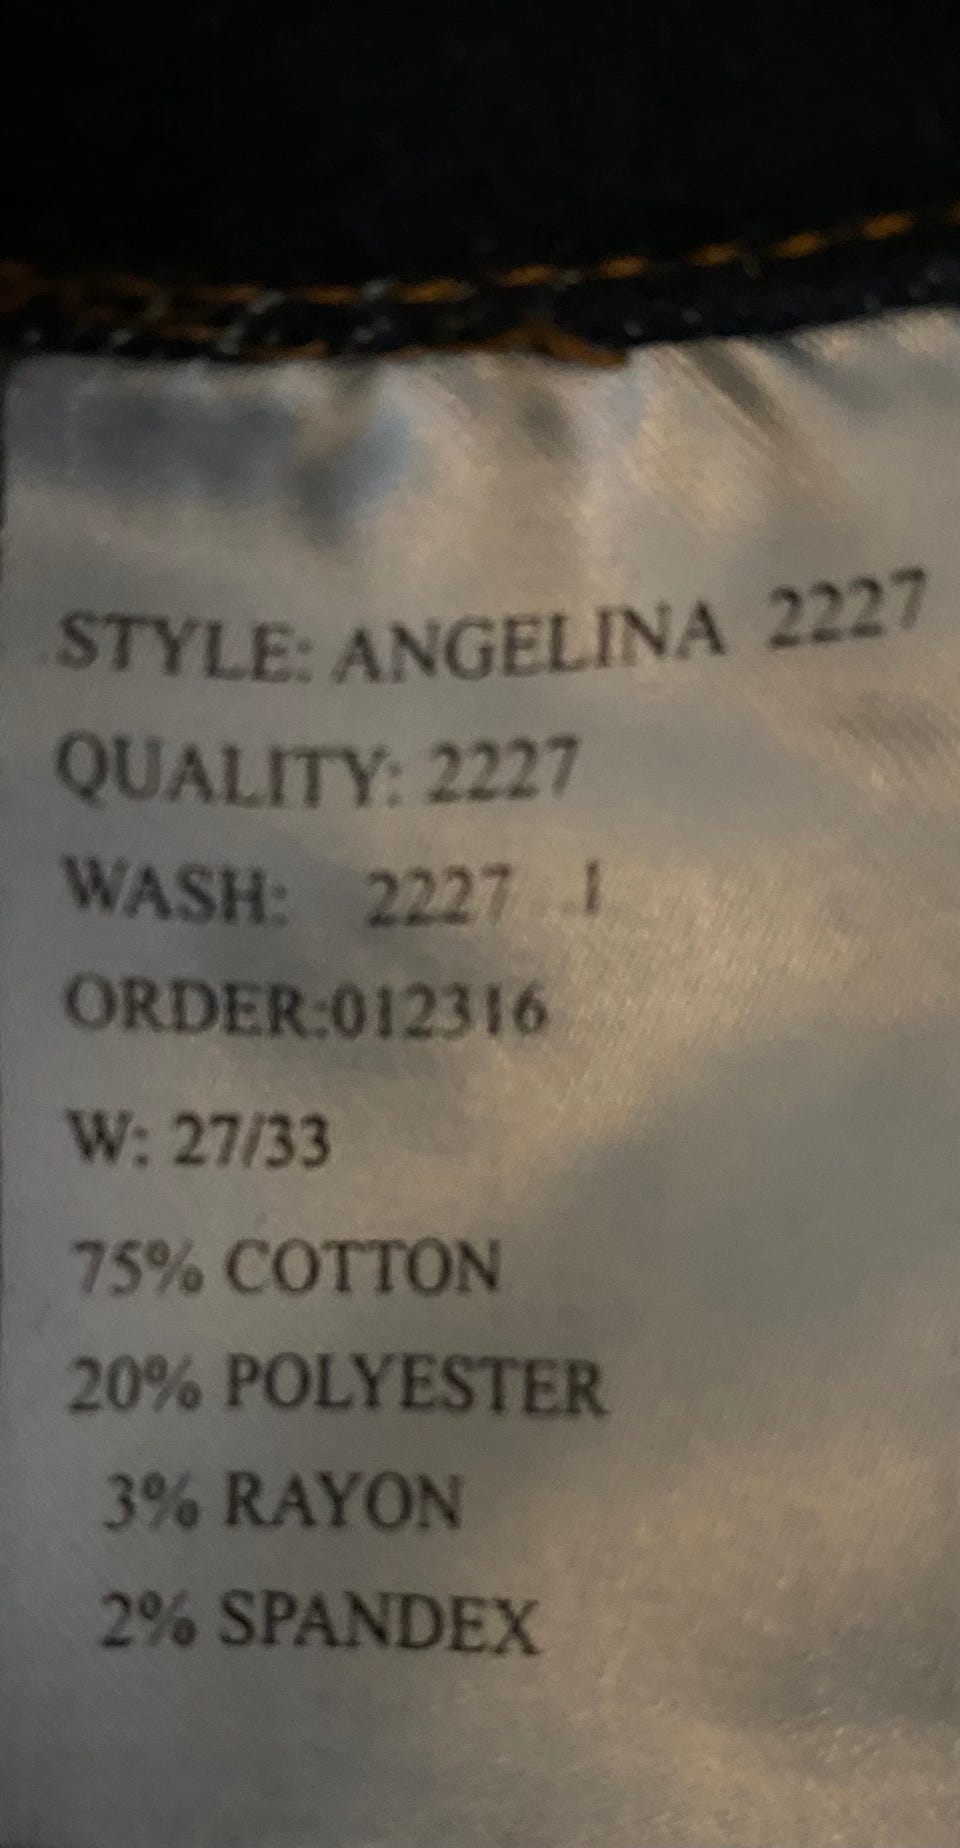 STYLE: ANGELINA 2227
QUALITY: 2227
WASH: 2227 1
ORDER:012316
W: 27/33
75% COTTON
20% POLYESTER
3% RAYON
2% SPANDEX